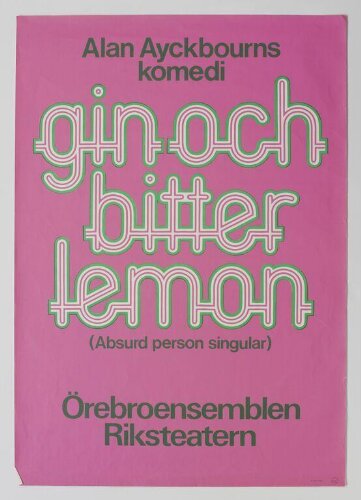 Alan Ayckbourns
komedi
gin och
bitter
lemon
(Absurd person singular)
Örebroensemblen
Riksteatern